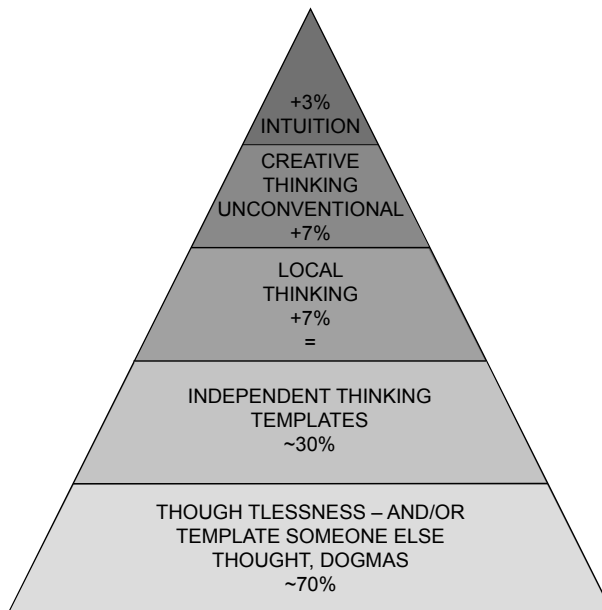 +3%
INTUITION
CREATIVE
THINKING
UNCONVENTIONAL
+7%
LOCAL
THINKING
+7%
=
INDEPENDENT THINKING
TEMPLATES
~30%
THOUGH TLESSNESS – AND/OR
TEMPLATE SOMEONE ELSE
THOUGHT, DOGMAS
~70%